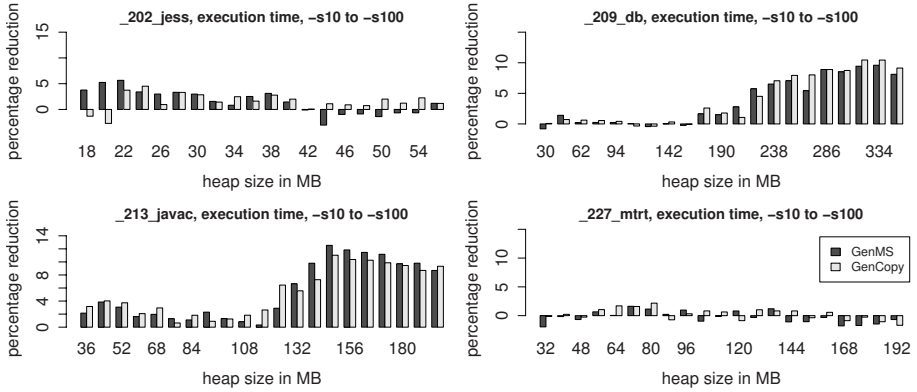 _202_jess, execution time, −s10 to −s100
percentage reduction
0 5 15
18 22 26 30 34 38 42 46 50 54
heap size in MB
_209_db, execution time, −s10 to −s100
percentage reduction
0 5 10
30 62 94 142 190 238 286 334
heap size in MB
_213_javac, execution time, −s10 to −s100
percentage reduction
0 4 8 14
36 52 68 84 108 132 156 180
heap size in MB
_227_mtrt, execution time, −s10 to −s100
percentage reduction
0 5 15
GenMS
GenCopy
32 48 64 80 96 120 144 168 192
heap size in MB